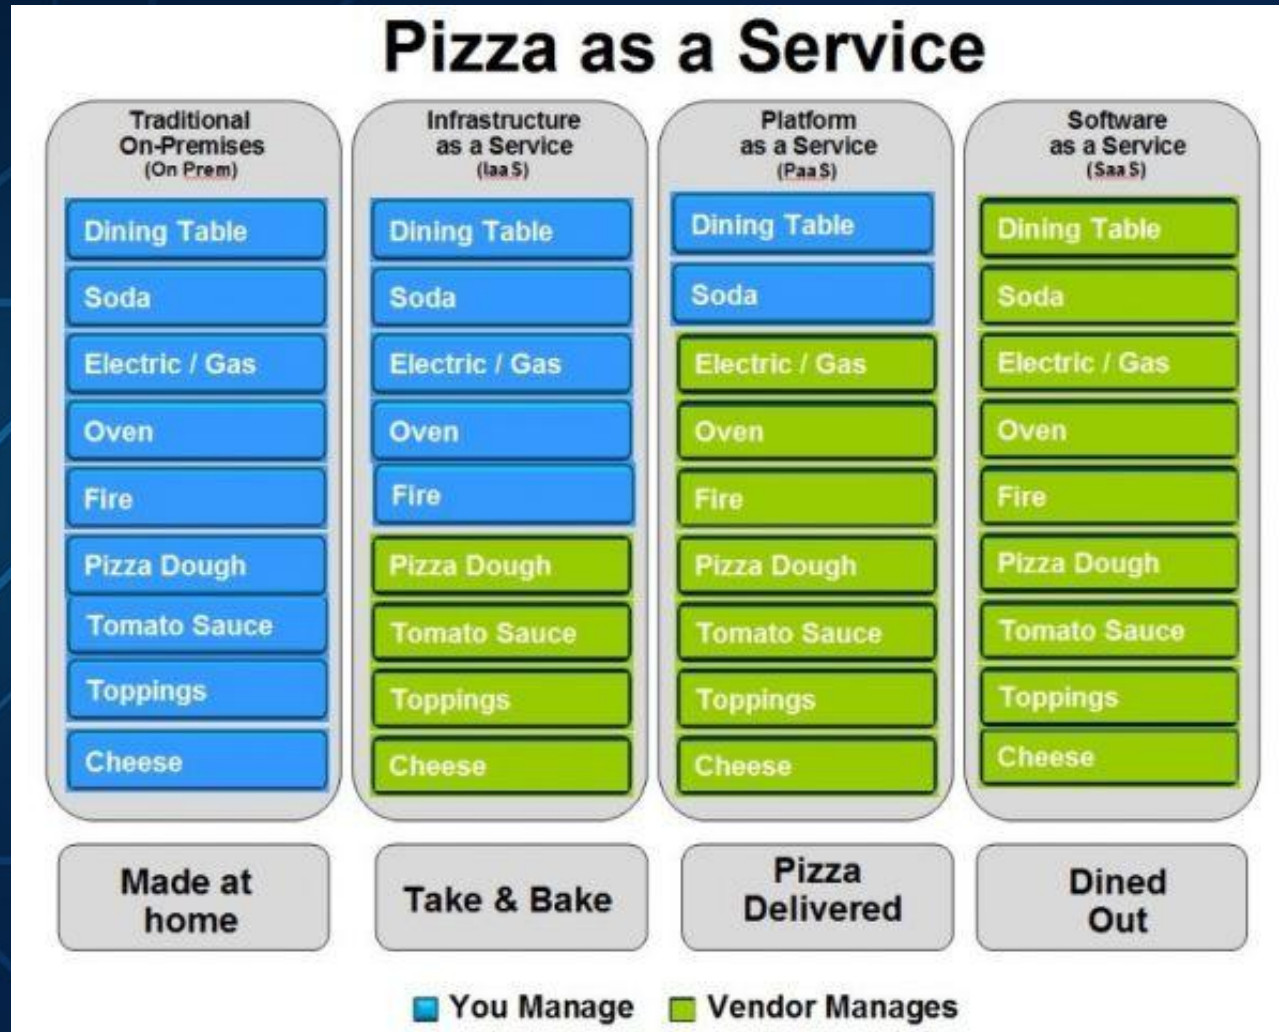 Pizza as a Service
Traditional
On-Premises
(On Prem)
Dining Table
Soda
Electric / Gas
Oven
Fire
Pizza Dough
Tomato Sauce
Toppings
Cheese
Made at
home
Infrastructure
as a Service
(IaaS)
Dining Table
Soda
Electric / Gas
Oven
Fire
Pizza Dough
Tomato Sauce
Toppings
Cheese
Take & Bake
Platform
as a Service
(PaaS)
Dining Table
Soda
Electric / Gas
Oven
Fire
Pizza Dough
Tomato Sauce
Toppings
Cheese
Pizza
Delivered
Software
as a Service
(SaaS)
Dining Table
Soda
Electric / Gas
Oven
Fire
Pizza Dough
Tomato Sauce
Toppings
Cheese
Dined
Out
You Manage
Vendor Manages